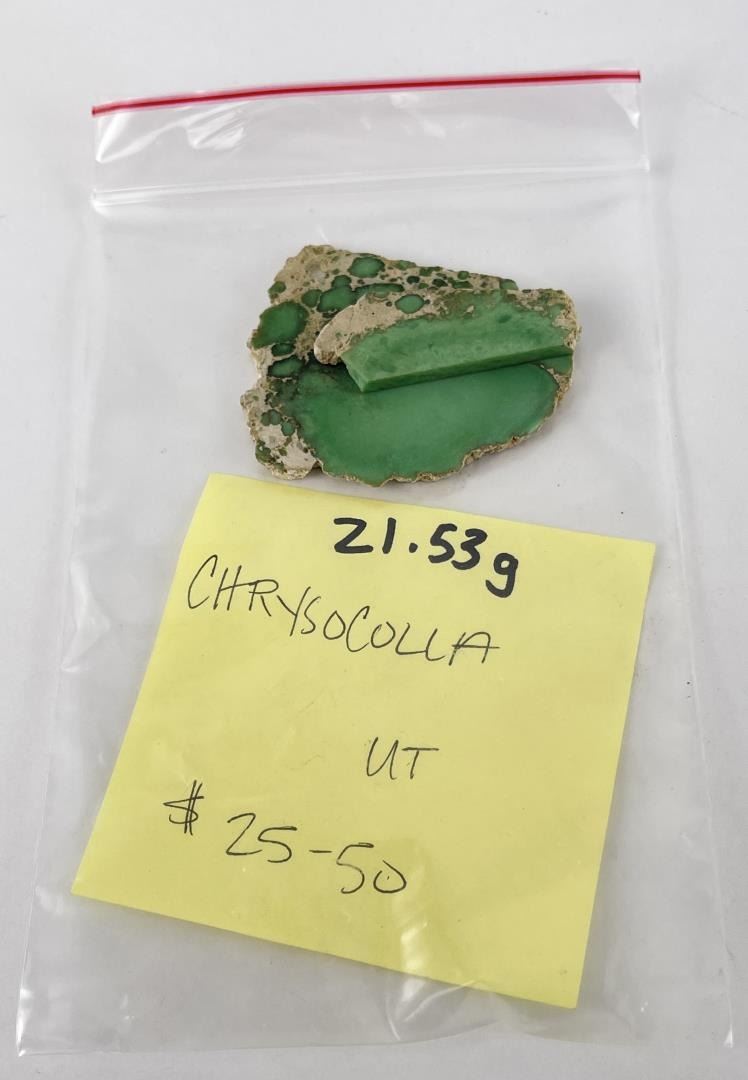 21.53g
CHRYSOCOLLA
UT
$ 25-50